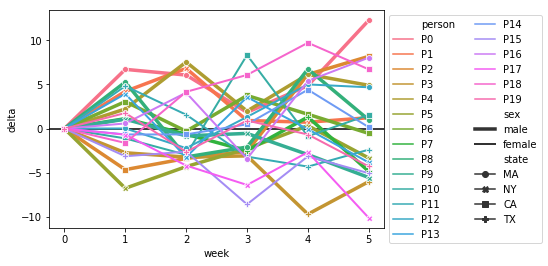 delta
10
5
0
−5
−10
0 1 2 3 4 5
week
person
P0
P1
P2
P3
P4
P5
P6
P7
P8
P9
P10
P11
P12
P13
P14
P15
P16
P17
P18
P19
sex
male
female
state
MA
NY
CA
TX